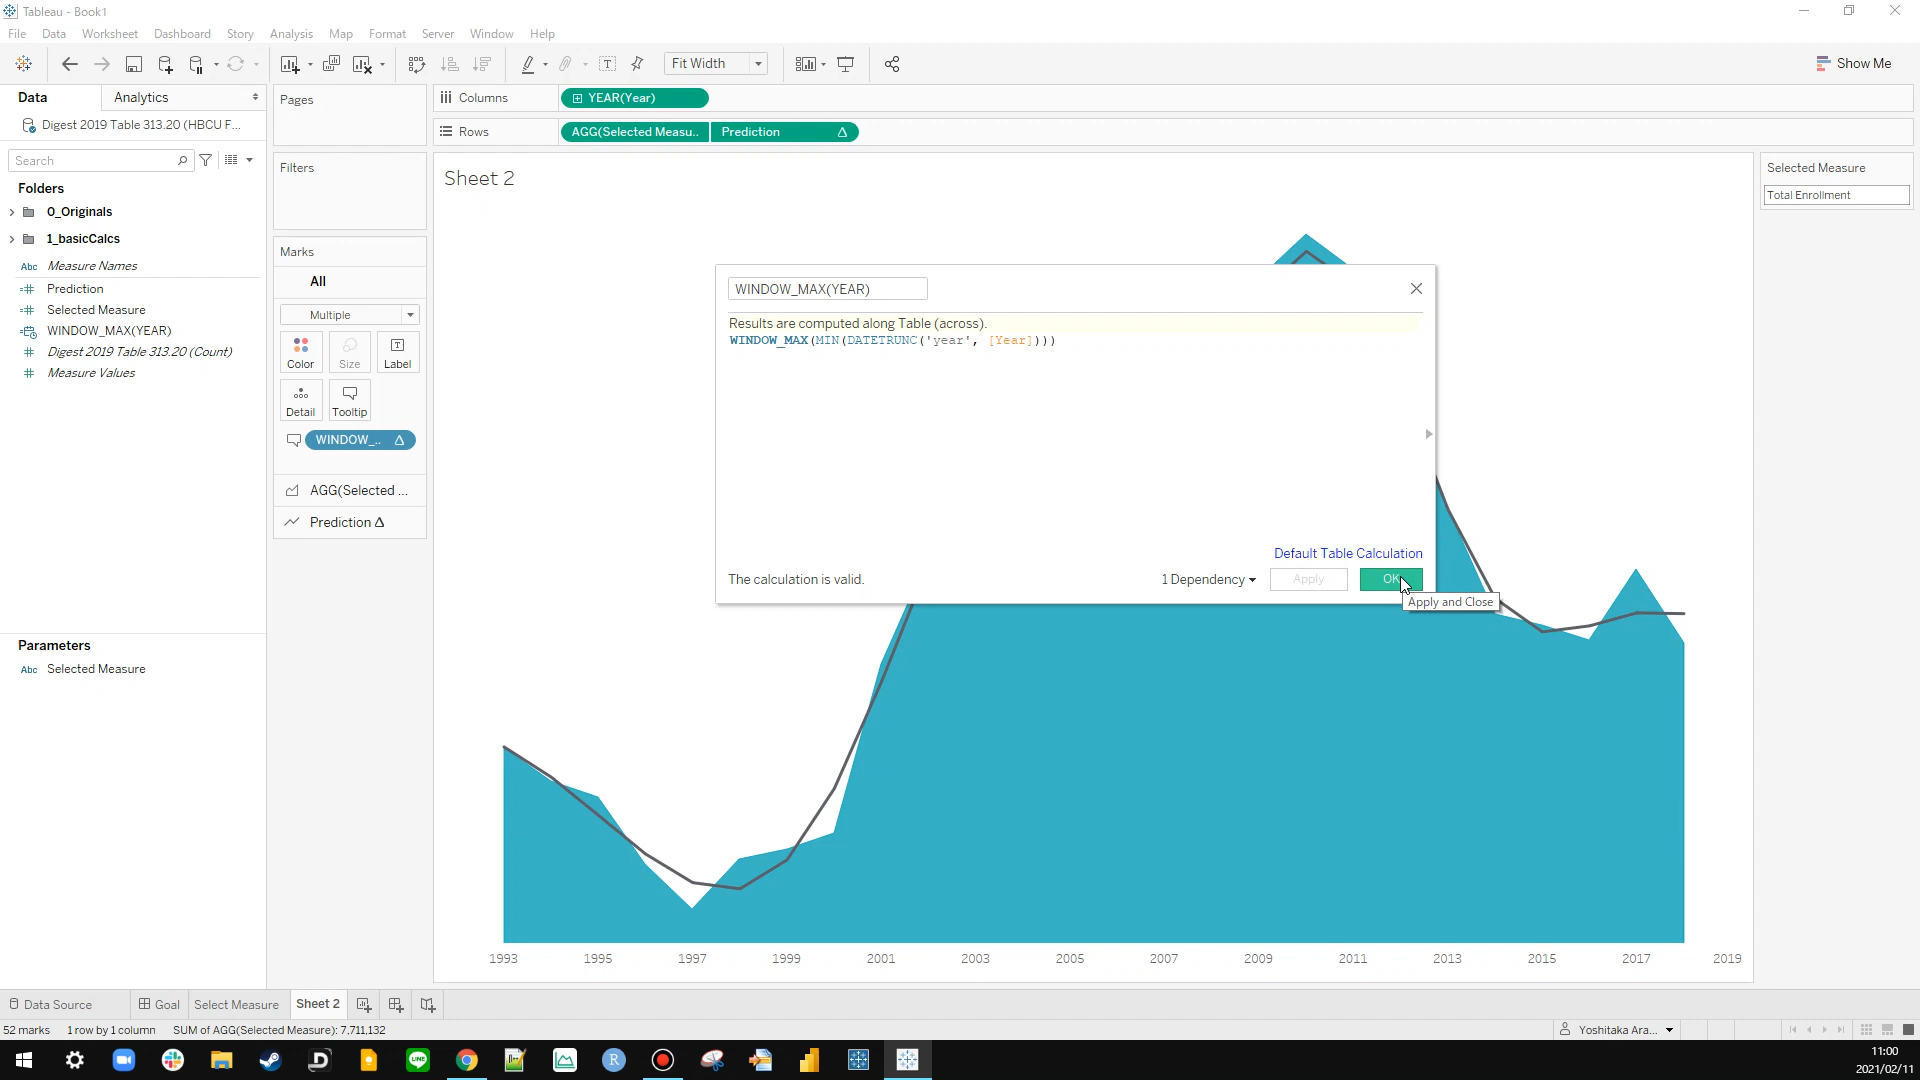 Tableau - Book1
File Data Worksheet Dashboard Story Analysis Map Format Server Window Help
Fit Width
Show Me
Data Analytics
Digest 2019 Table 313.20 (HBCU F...
Search
Folders
0_Originals
1_basicCalcs
Abc Measure Names
Prediction
Selected Measure
WINDOW_MAX(YEAR)
Digest 2019 Table 313.20 (Count)
Measure Values
Parameters
Abc Selected Measure
Pages
Filters
Marks
All
Multiple
Color Size Label
Detail Tooltip
WINDOW_.. Δ
AGG(Selected ...
Prediction Δ
Columns YEAR(Year)
Rows AGG(Selected Measu.. Prediction Δ
Sheet 2
Selected Measure
Total Enrollment
WINDOW_MAX(YEAR)
Results are computed along Table (across).
WINDOW_MAX(MIN(DATETRUNC('year', [Year])))
Default Table Calculation
The calculation is valid. 1 Dependency Apply OK
Apply and Close
1993 1995 1997 1999 2001 2003 2005 2007 2009 2011 2013 2015 2017 2019
Data Source Goal Select Measure Sheet 2
52 marks 1 row by 1 column SUM of AGG(Selected Measure): 7,711,132 Yoshitaka Ara...
LINE
R
11:00
2021/02/11